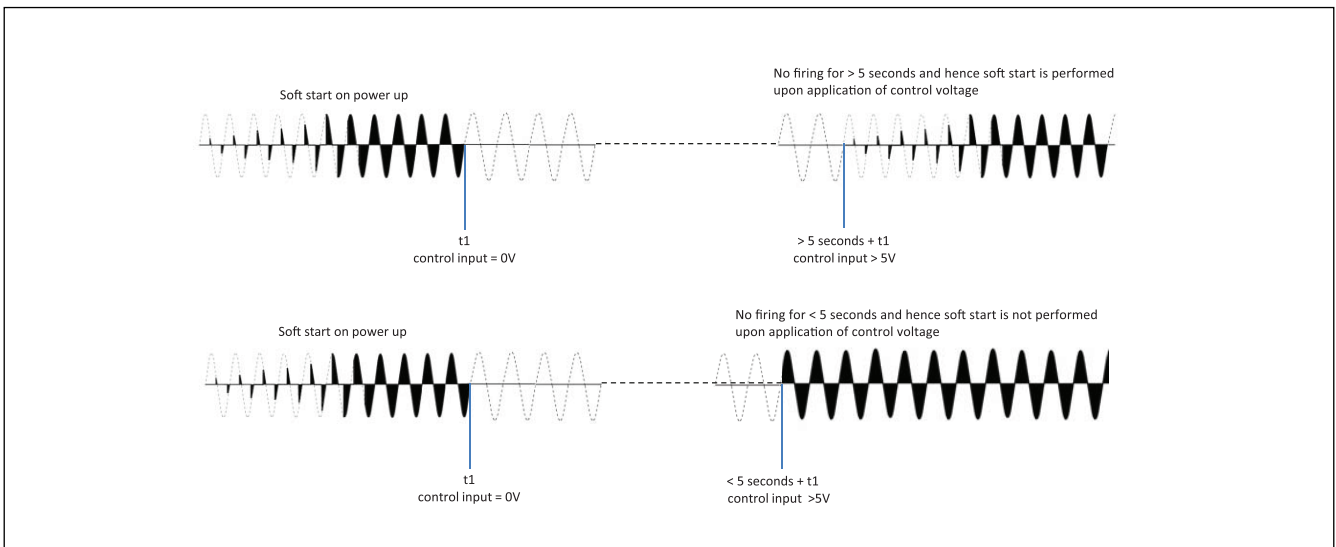 Soft start on power up
No firing for > 5 seconds and hence soft start is performed
upon application of control voltage
t1
control input = 0V
> 5 seconds + t1
control input > 5V
Soft start on power up
No firing for < 5 seconds and hence soft start is not performed
upon application of control voltage
t1
control input = 0V
< 5 seconds + t1
control input >5V